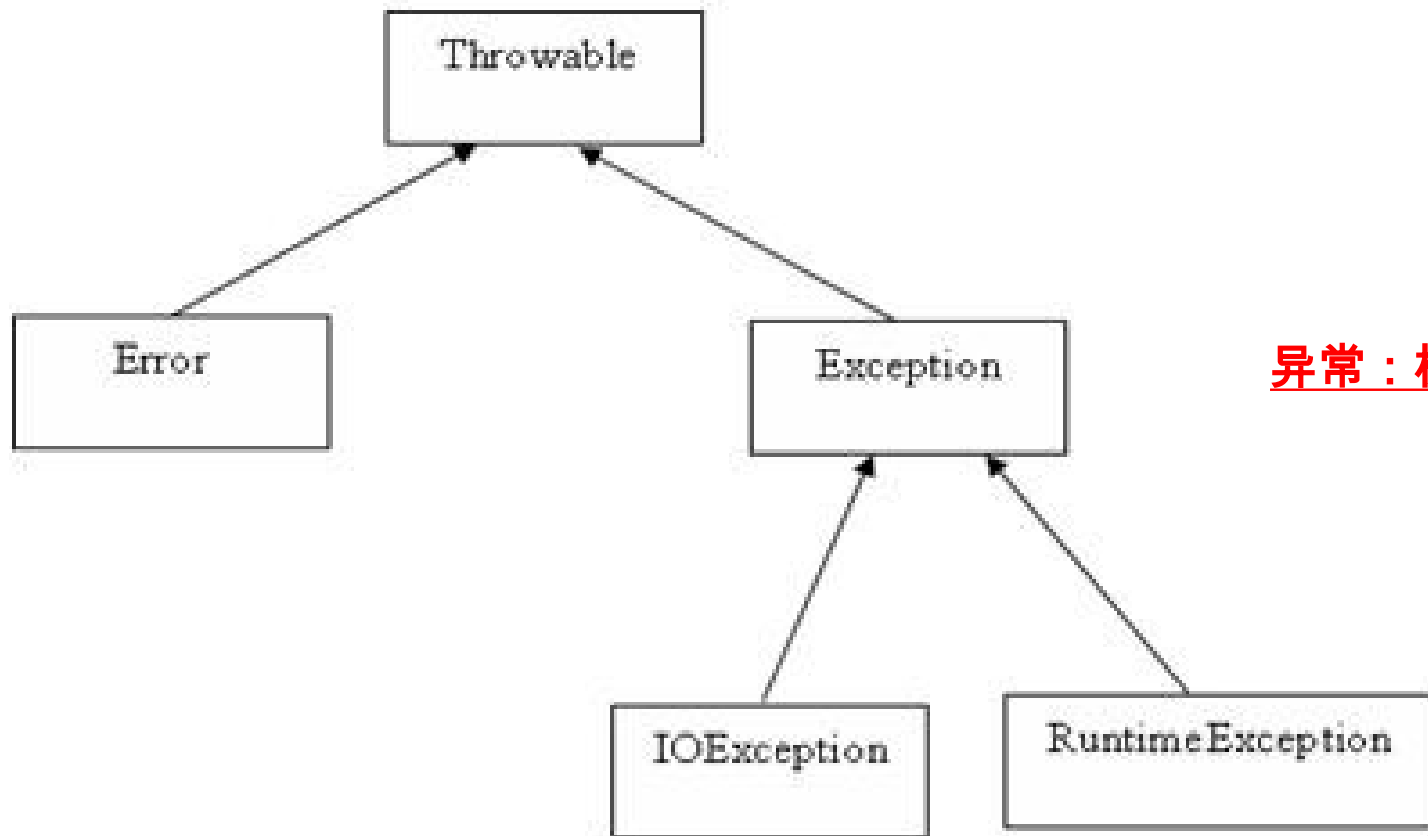 Throwable
Error
Exception
异常：
IOException
RuntimeException